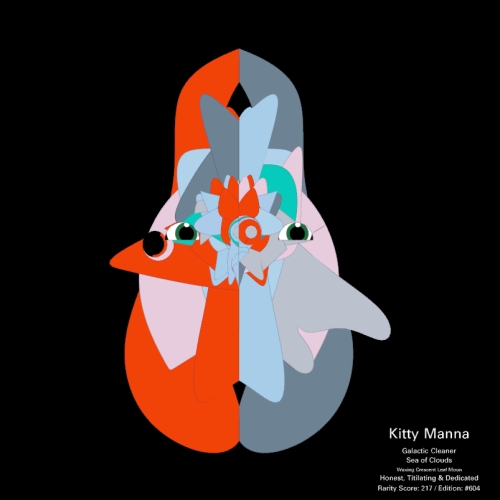 Kitty Manna
Galactic Cleaner
Sea of Clouds
Waxing Crescent Leaf Moon
Honest, Titilating & Dedicated
Rarity Score: 217 / Edition: #604